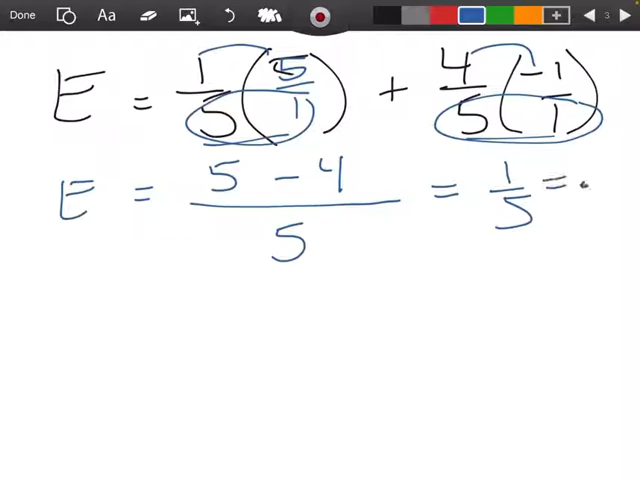 Done Aa 3
E = 1/5 (5/1) + 4/5 (-1/1)
E = 5 - 4 / 5 = 1/5 =